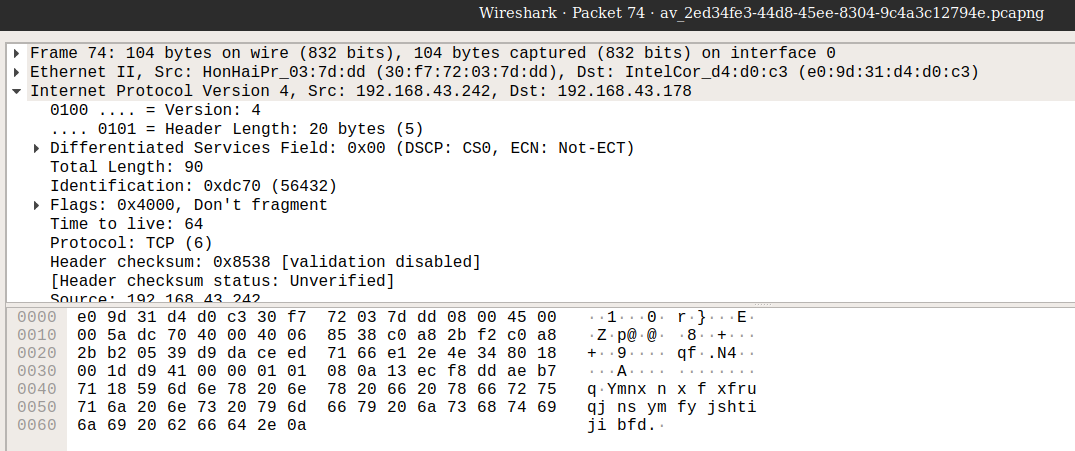 Wireshark · Packet 74 · av_2ed34fe3-44d8-45ee-8304-9c4a3c12794e.pcapng
Frame 74: 104 bytes on wire (832 bits), 104 bytes captured (832 bits) on interface 0
Ethernet II, Src: HonHaiPr_03:7d:dd (30:f7:72:03:7d:dd), Dst: IntelCor_d4:d0:c3 (e0:9d:31:d4:d0:c3)
Internet Protocol Version 4, Src: 192.168.43.242, Dst: 192.168.43.178
0100 .... = Version: 4
.... 0101 = Header Length: 20 bytes (5)
Differentiated Services Field: 0x00 (DSCP: CS0, ECN: Not-ECT)
Total Length: 90
Identification: 0xdc70 (56432)
Flags: 0x4000, Don't fragment
Time to live: 64
Protocol: TCP (6)
Header checksum: 0x8538 [validation disabled]
[Header checksum status: Unverified]
Source: 192.168.43.242
0000 e0 9d 31 d4 d0 c3 30 f7 72 03 7d dd 08 00 45 00 ··1···0· r·}···E·
0010 00 5a dc 70 40 00 40 06 85 38 c0 a8 2b f2 c0 a8 ·Z·p@·@· ·8··+···
0020 2b b2 05 39 d9 da ce ed 71 66 e1 2e 4e 34 80 18 +··9···· qf·.N4··
0030 00 1d d9 41 00 00 01 01 08 0a 13 ec f8 dd ae b7 ···A···· ········
0040 71 18 59 6d 6e 78 20 6e 78 20 66 20 78 66 72 75 q·Ymnx n x f xfru
0050 71 6a 20 6e 73 20 79 6d 66 79 20 6a 73 68 74 69 qj ns ym fy jshti
0060 6a 69 20 62 66 64 2e 0a ji bfd.·